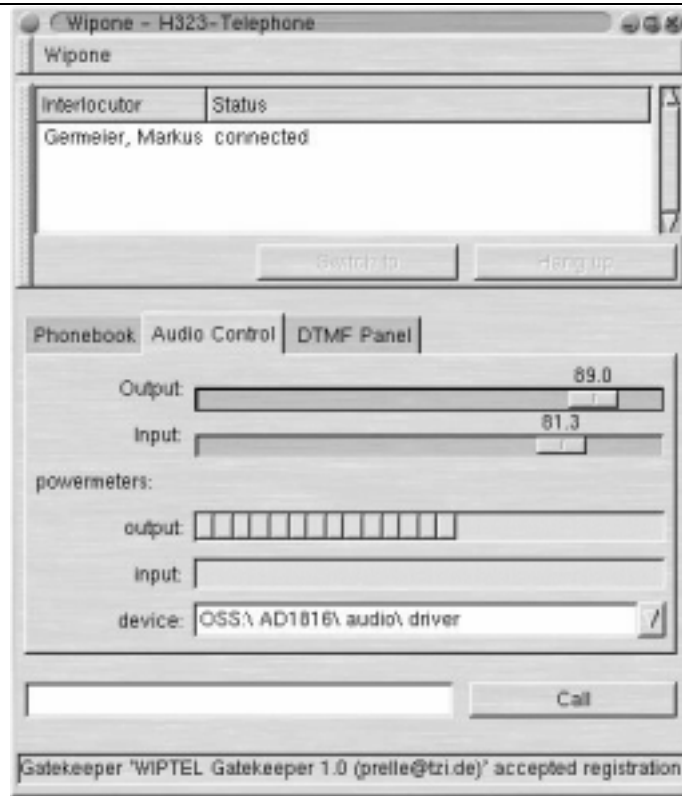 Wipone - H323-Telephone
Wipone
Interlocutor Status
Germeier, Markus connected
Switch to Hang up
Phonebook Audio Control DTMF Panel
89.0
Output:
81.3
Input:
powermeters:
output:
input:
device: OSS:\ AD1816\ audio\ driver
Call
Gatekeeper "WIPTEL Gatekeeper 1.0 (prelle@tzi.de)" accepted registration